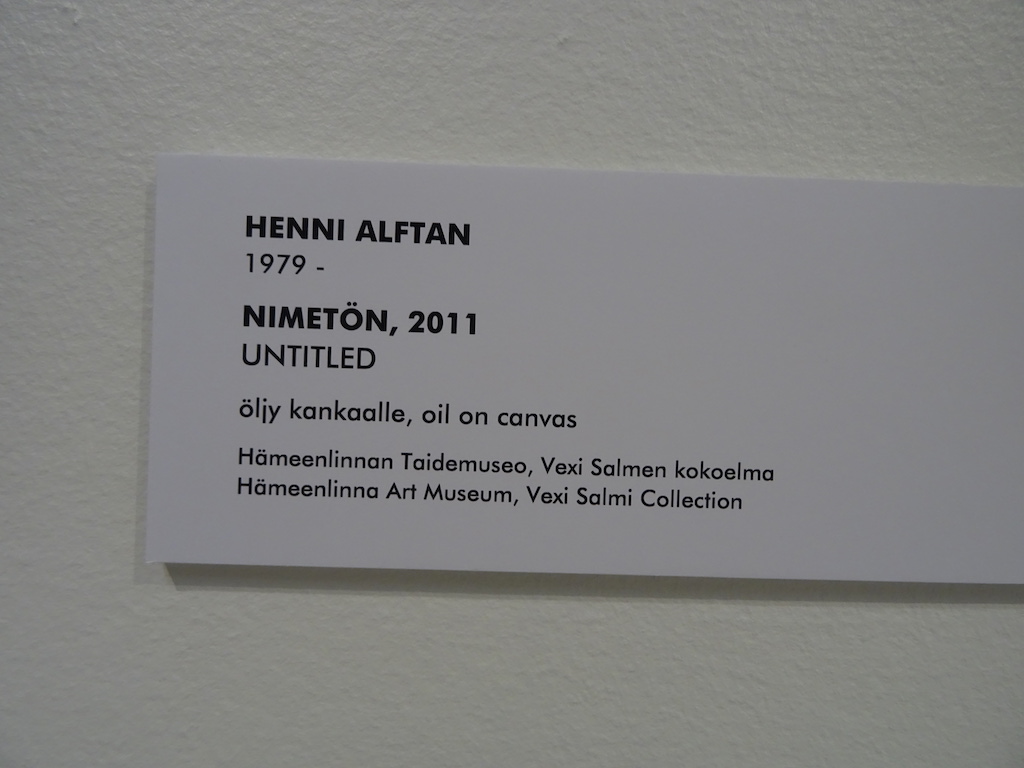 HENNI ALFTAN
1979 -
NIMETÖN, 2011
UNTITLED
öljy kankaalle, oil on canvas
Hämeenlinnan Taidemuseo, Vexi Salmen kokoelma
Hämeenlinna Art Museum, Vexi Salmi Collection